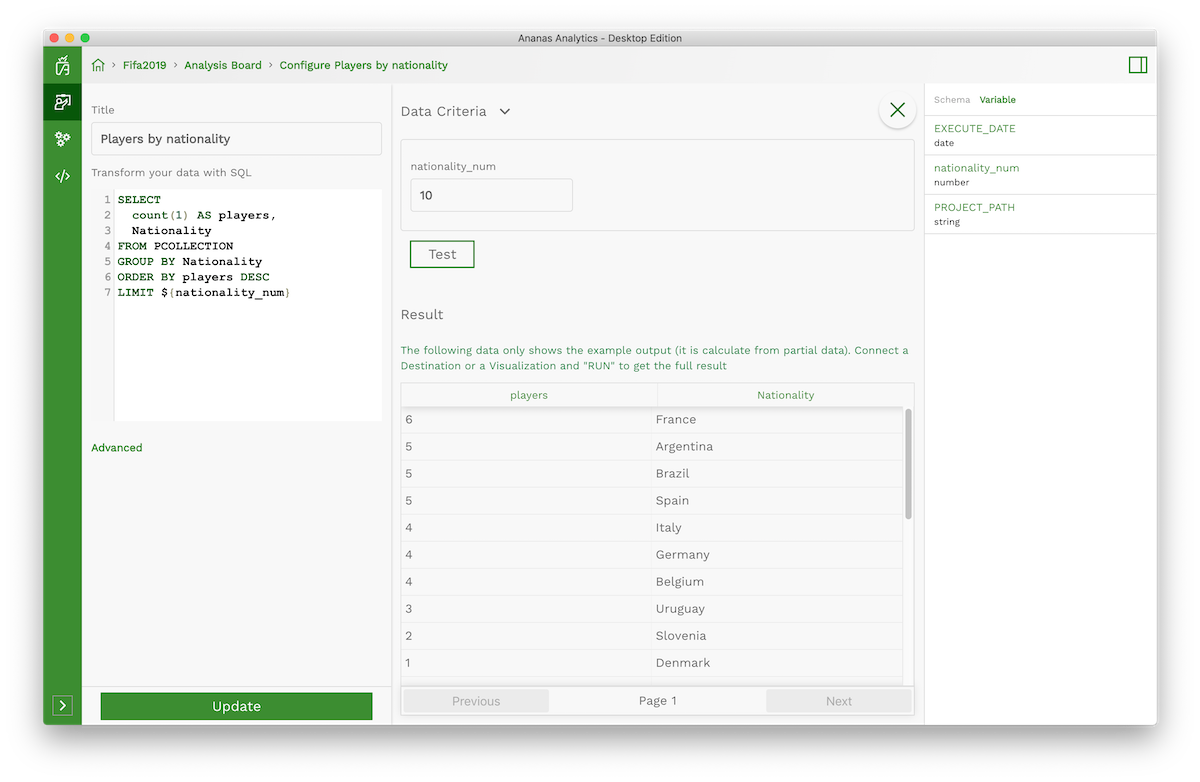 Ananas Analytics - Desktop Edition
Fifa2019 › Analysis Board › Configure Players by nationality
Title
Players by nationality
Transform your data with SQL
1 SELECT
2 count(1) AS players,
3 Nationality
4 FROM PCOLLECTION
5 GROUP BY Nationality
6 ORDER BY players DESC
7 LIMIT ${nationality_num}
Advanced
Update
Data Criteria
nationality_num
10
Test
Result
The following data only shows the example output (it is calculate from partial data). Connect a
Destination or a Visualization and "RUN" to get the full result
players Nationality
6 France
5 Argentina
5 Brazil
5 Spain
4 Italy
4 Germany
4 Belgium
3 Uruguay
2 Slovenia
1 Denmark
Previous Page 1 Next
Schema Variable
EXECUTE_DATE
date
nationality_num
number
PROJECT_PATH
string